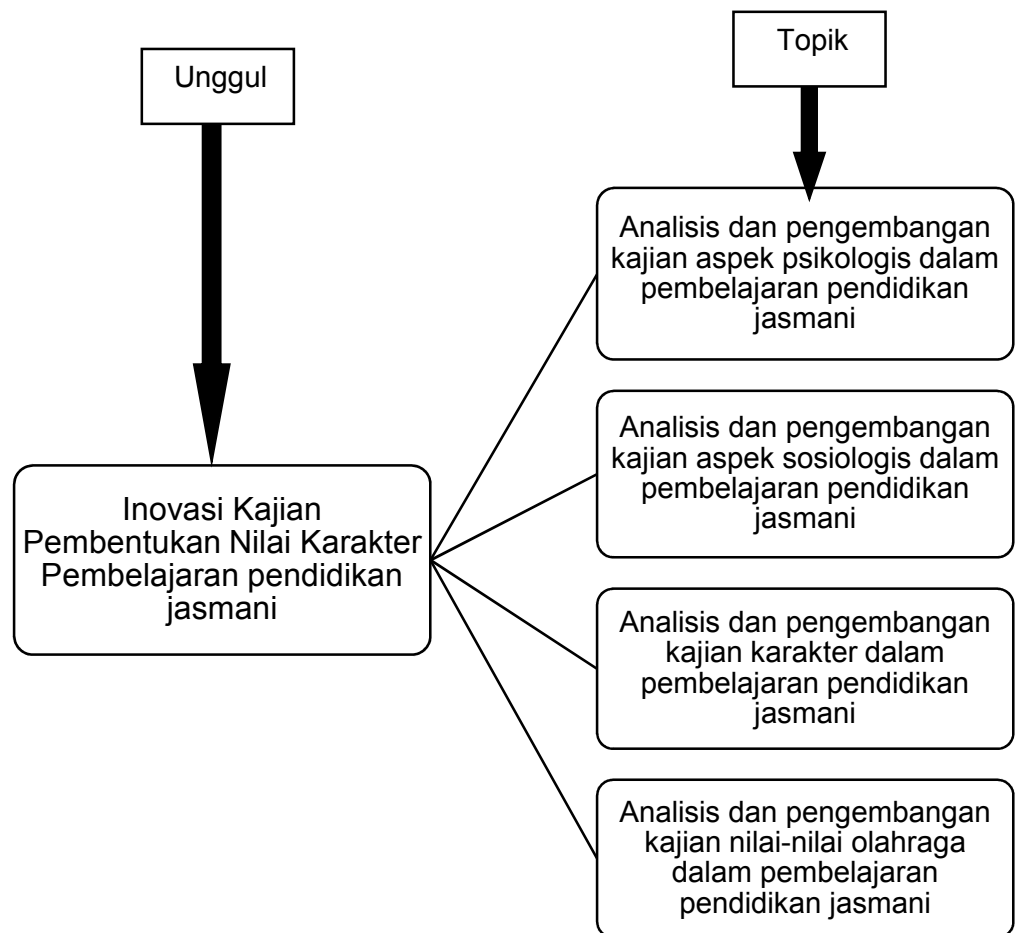 Unggul
Topik
Inovasi Kajian
Pembentukan Nilai Karakter
Pembelajaran pendidikan
jasmani
Analisis dan pengembangan
kajian aspek psikologis dalam
pembelajaran pendidikan
jasmani
Analisis dan pengembangan
kajian aspek sosiologis dalam
pembelajaran pendidikan
jasmani
Analisis dan pengembangan
kajian karakter dalam
pembelajaran pendidikan
jasmani
Analisis dan pengembangan
kajian nilai-nilai olahraga
dalam pembelajaran
pendidikan jasmani